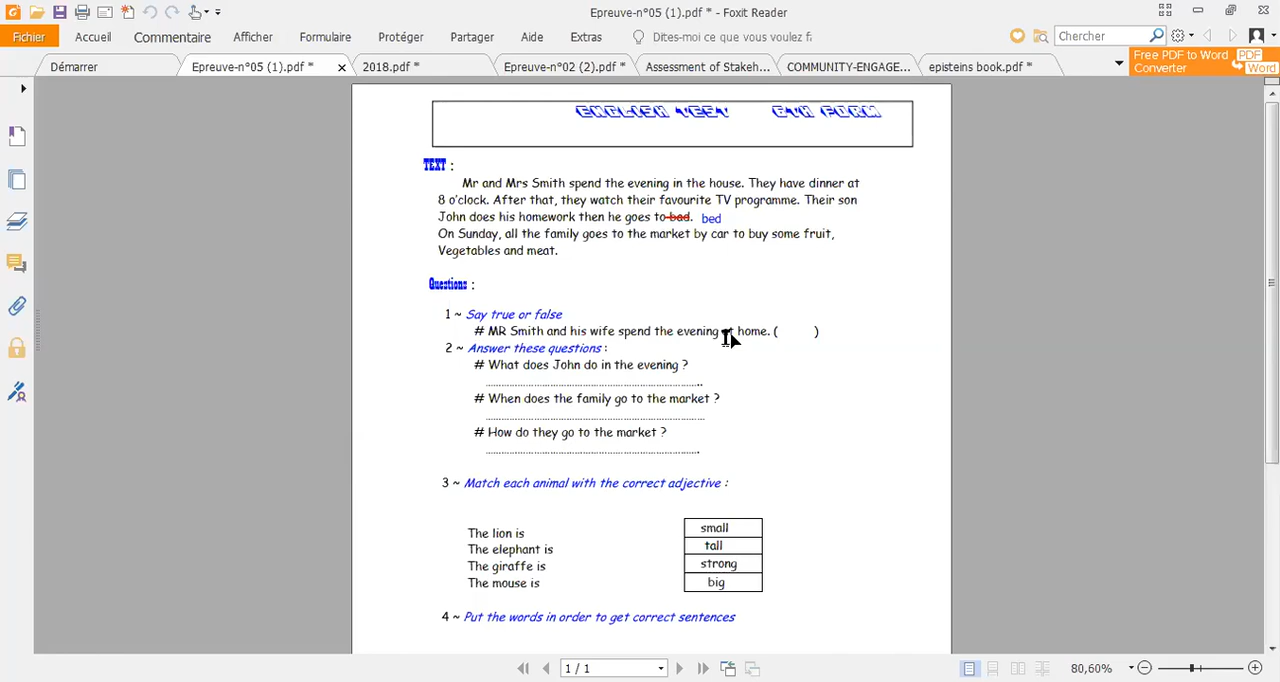 Epreuve-n°05 (1).pdf * - Foxit Reader
Fichier Accueil Commentaire Afficher Formulaire Protéger Partager Aide Extras Dites-moi ce que vous voulez fa Chercher
Démarrer Epreuve-n°05 (1).pdf * 2018.pdf * Epreuve-n°02 (2).pdf * Assessment of Stakeh... COMMUNITY-ENGAGE... episteins book.pdf * Free PDF to Word Converter PDF Word
ENGLISH TEST 6TH FORM
TEXT :
Mr and Mrs Smith spend the evening in the house. They have dinner at
8 o'clock. After that, they watch their favourite TV programme. Their son
John does his homework then he goes to bad. bed
On Sunday, all the family goes to the market by car to buy some fruit,
Vegetables and meat.
Questions :
1 ~ Say true or false
# MR Smith and his wife spend the evening at home. ( )
2 ~ Answer these questions :
# What does John do in the evening ?
........................................................................
# When does the family go to the market ?
........................................................................
# How do they go to the market ?
........................................................................
3 ~ Match each animal with the correct adjective :
The lion is small
The elephant is tall
The giraffe is strong
The mouse is big
4 ~ Put the words in order to get correct sentences
1 / 1 80,60%